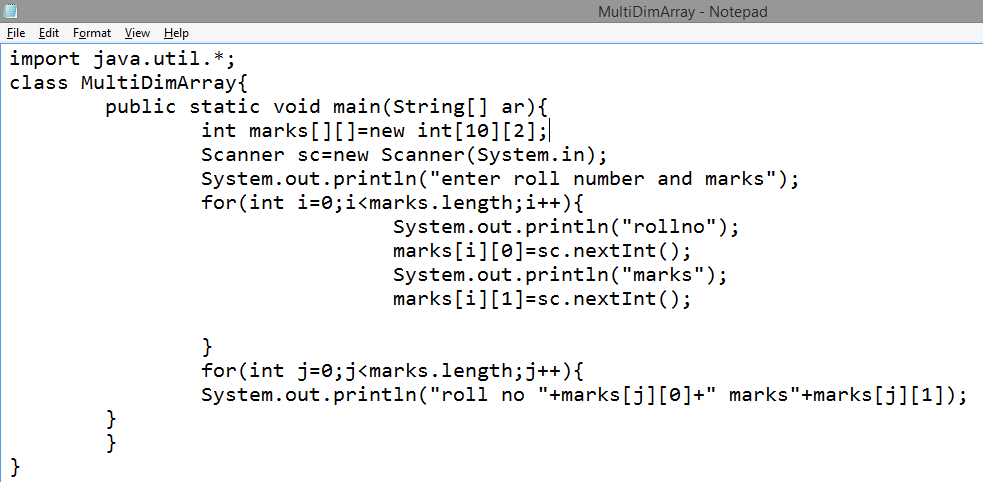 MultiDimArray - Notepad
File Edit Format View Help
import java.util.*;
class MultiDimArray{
        public static void main(String[] ar){
                int marks[][]=new int[10][2];
                Scanner sc=new Scanner(System.in);
                System.out.println("enter roll number and marks");
                for(int i=0;i<marks.length;i++){
                                System.out.println("rollno");
                                marks[i][0]=sc.nextInt();
                                System.out.println("marks");
                                marks[i][1]=sc.nextInt();

                }
                for(int j=0;j<marks.length;j++){
                System.out.println("roll no "+marks[j][0]+" marks"+marks[j][1]);
        }
        }
}